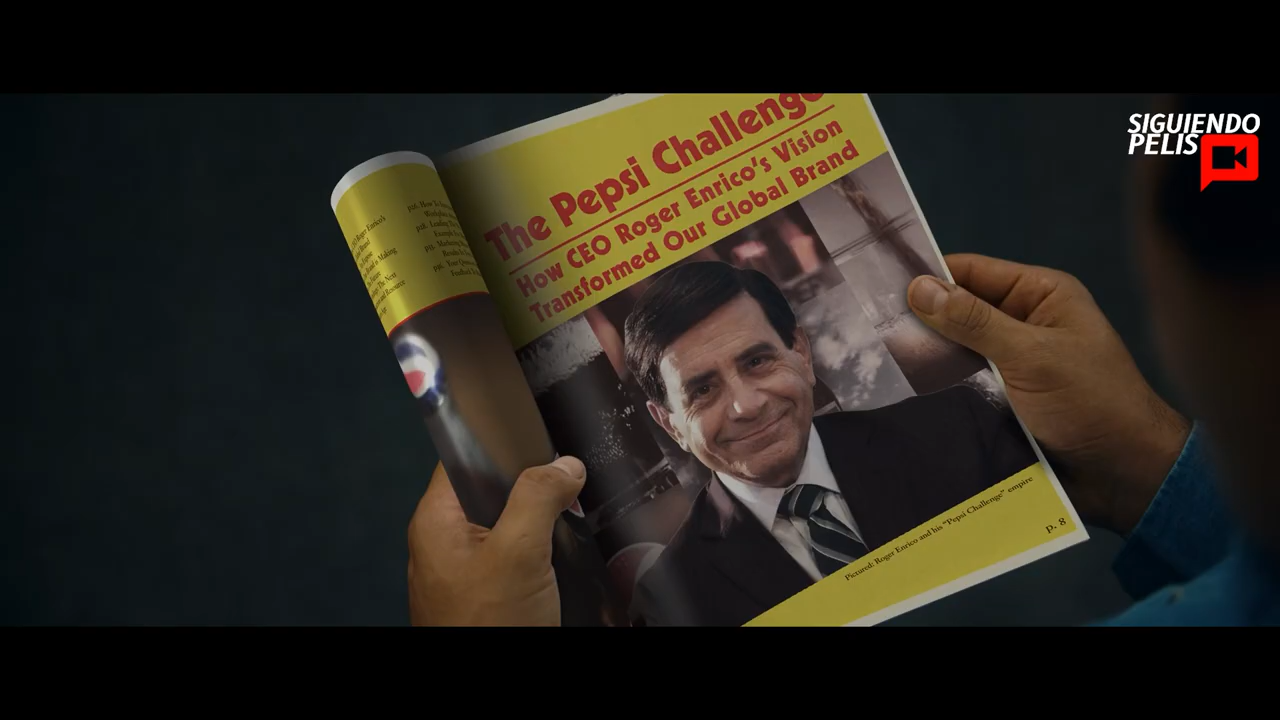 SIGUIENDO
PELIS
The Pepsi Challenge
How CEO Roger Enrico's Vision
Transformed Our Global Brand
Pictured: Roger Enrico and his "Pepsi Challenge" empire
p. 8